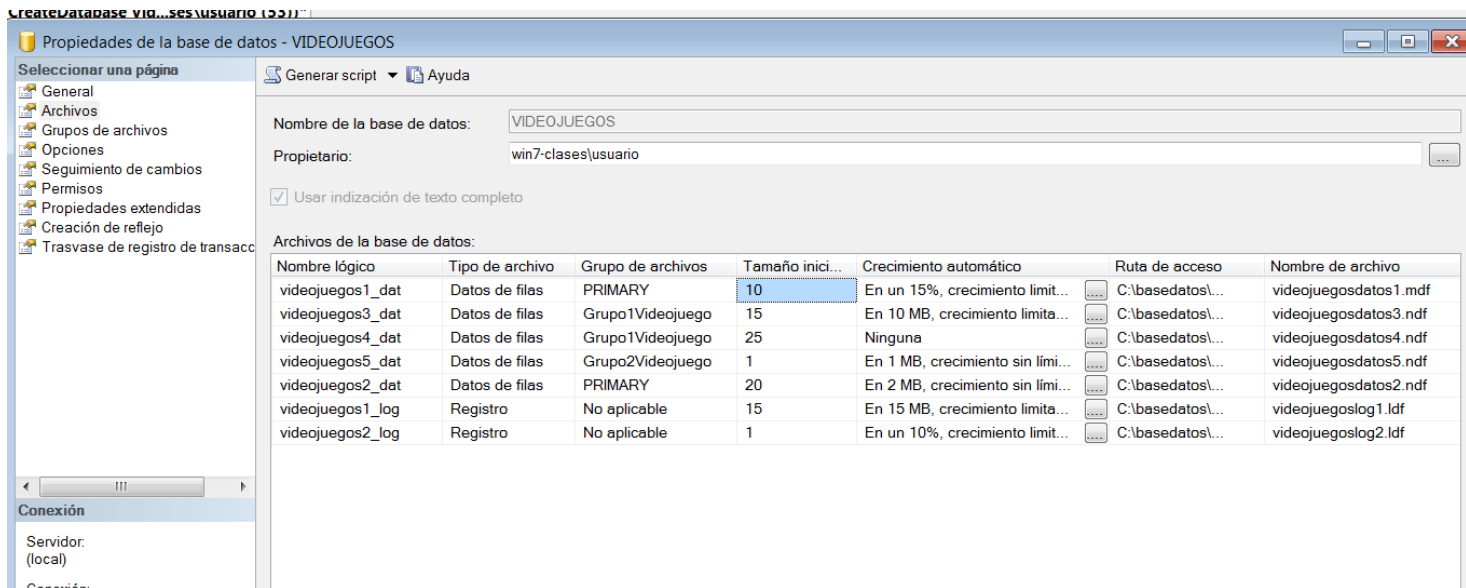 CreateDatabase Vid...ses\usuario (53))*
Propiedades de la base de datos - VIDEOJUEGOS
Seleccionar una página
General
Archivos
Grupos de archivos
Opciones
Seguimiento de cambios
Permisos
Propiedades extendidas
Creación de reflejo
Trasvase de registro de transacc
Conexión
Servidor:
(local)
Conexión:
Generar script Ayuda
Nombre de la base de datos: VIDEOJUEGOS
Propietario: win7-clases\usuario
...
Usar indización de texto completo
Archivos de la base de datos:
Nombre lógico Tipo de archivo Grupo de archivos Tamaño inici... Crecimiento automático Ruta de acceso Nombre de archivo
videojuegos1_dat Datos de filas PRIMARY 10 En un 15%, crecimiento limit... .... C:\basedatos\... videojuegosdatos1.mdf
videojuegos3_dat Datos de filas Grupo1Videojuego 15 En 10 MB, crecimiento limita... .... C:\basedatos\... videojuegosdatos3.ndf
videojuegos4_dat Datos de filas Grupo1Videojuego 25 Ninguna .... C:\basedatos\... videojuegosdatos4.ndf
videojuegos5_dat Datos de filas Grupo2Videojuego 1 En 1 MB, crecimiento sin lími... .... C:\basedatos\... videojuegosdatos5.ndf
videojuegos2_dat Datos de filas PRIMARY 20 En 2 MB, crecimiento sin lími... .... C:\basedatos\... videojuegosdatos2.ndf
videojuegos1_log Registro No aplicable 15 En 15 MB, crecimiento limita... .... C:\basedatos\... videojuegoslog1.ldf
videojuegos2_log Registro No aplicable 1 En un 10%, crecimiento limit... .... C:\basedatos\... videojuegoslog2.ldf